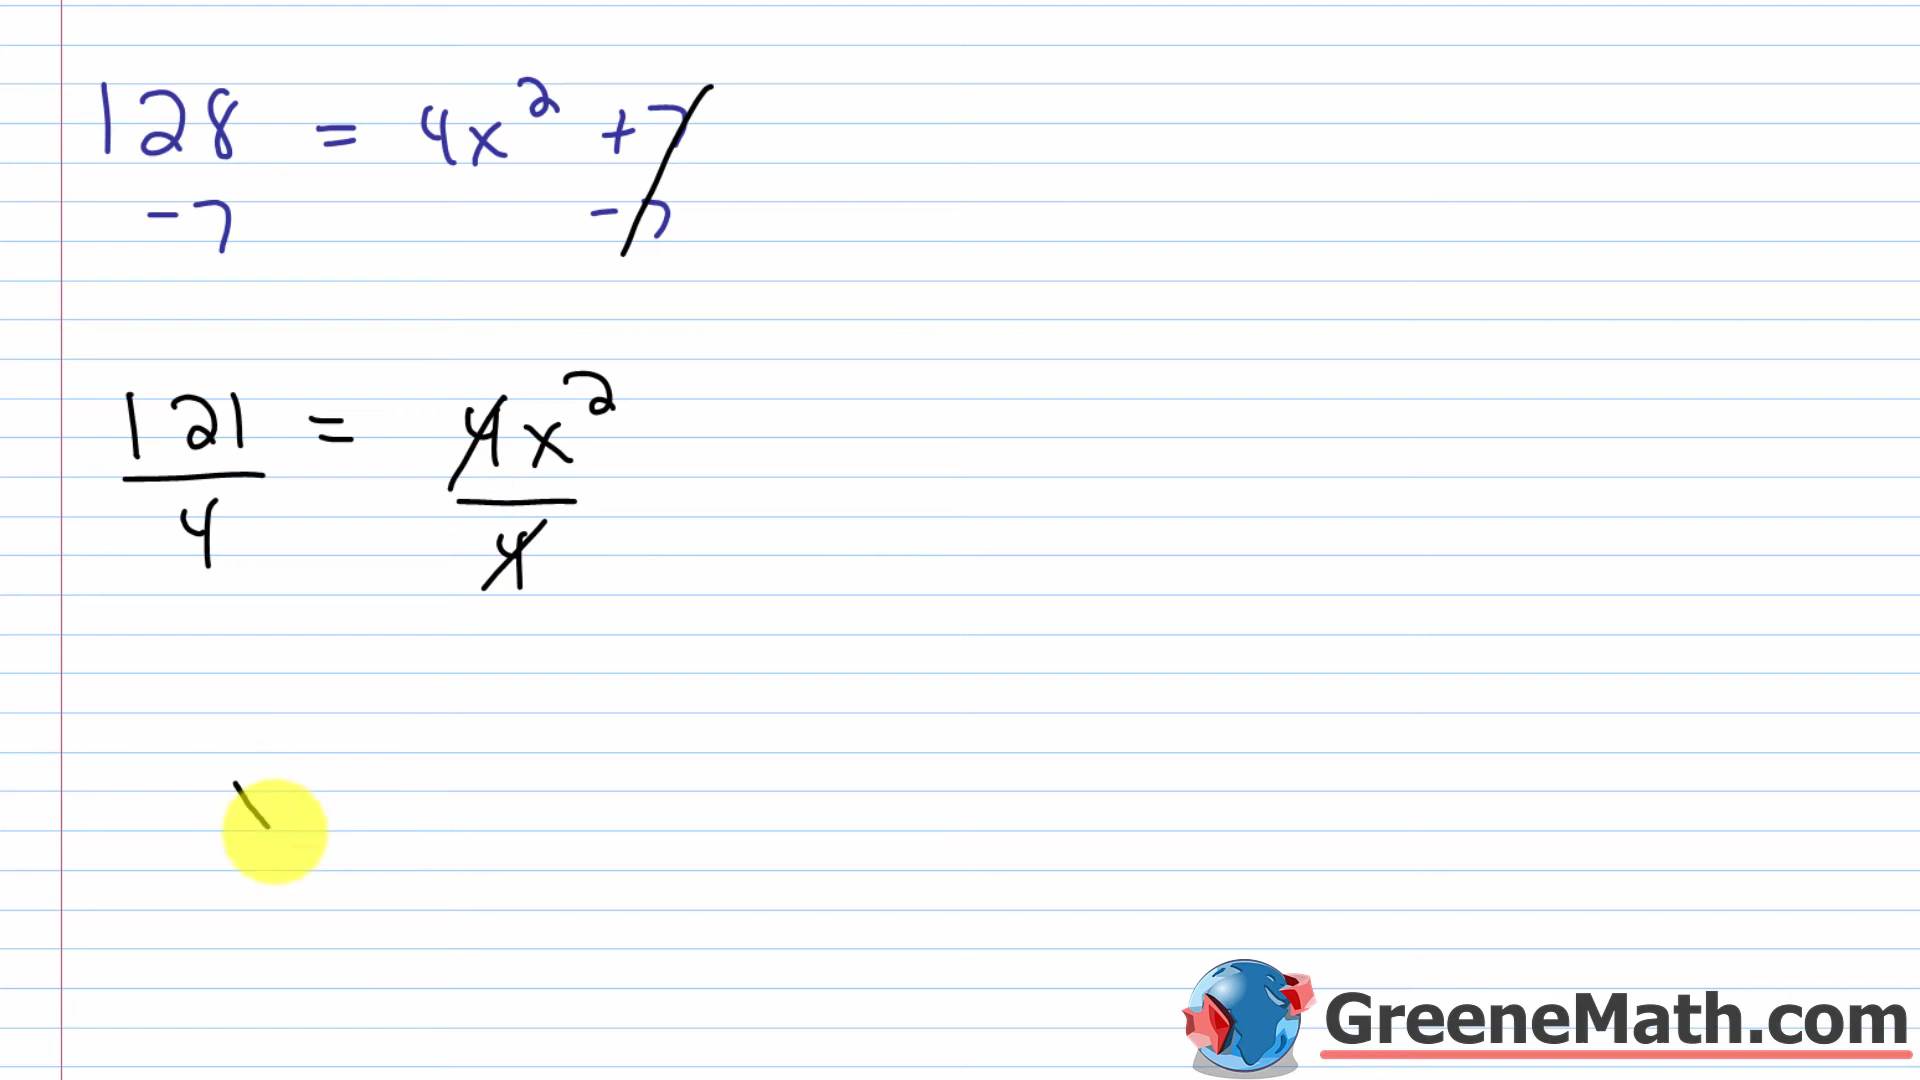 128 = 4x² + 7
-7 -7
121 = 4x²
4 4
GreeneMath.com